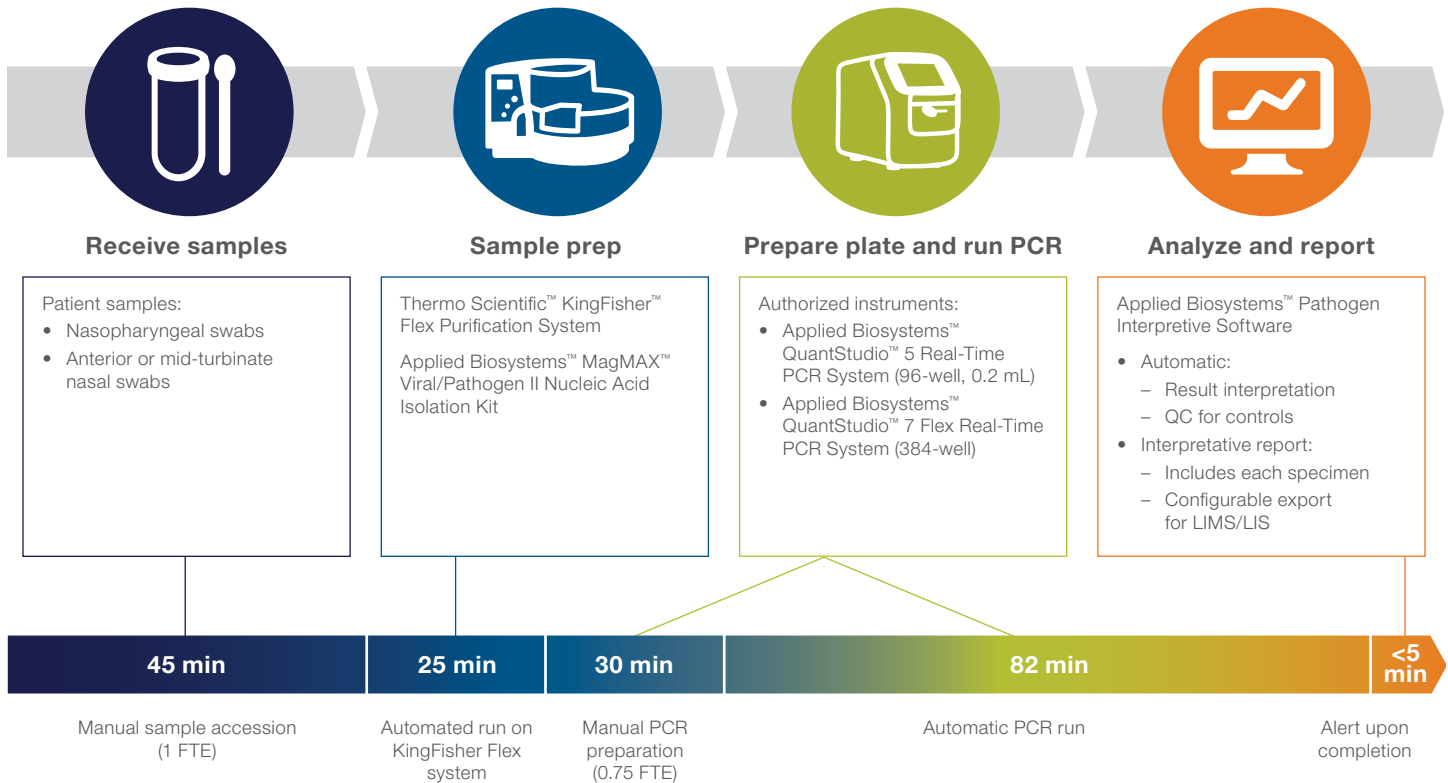 Receive samples
Patient samples:
• Nasopharyngeal swabs
• Anterior or mid-turbinate
nasal swabs
Sample prep
Thermo Scientific™ KingFisher™
Flex Purification System
Applied Biosystems™ MagMAX™
Viral/Pathogen II Nucleic Acid
Isolation Kit
Prepare plate and run PCR
Authorized instruments:
• Applied Biosystems™
QuantStudio™ 5 Real-Time
PCR System (96-well, 0.2 mL)
• Applied Biosystems™
QuantStudio™ 7 Flex Real-Time
PCR System (384-well)
Analyze and report
Applied Biosystems™ Pathogen
Interpretive Software
• Automatic:
– Result interpretation
– QC for controls
• Interpretative report:
– Includes each specimen
– Configurable export
for LIMS/LIS
45 min
25 min
30 min
82 min
<5
min
Manual sample accession
(1 FTE)
Automated run on
KingFisher Flex
system
Manual PCR
preparation
(0.75 FTE)
Automatic PCR run
Alert upon
completion